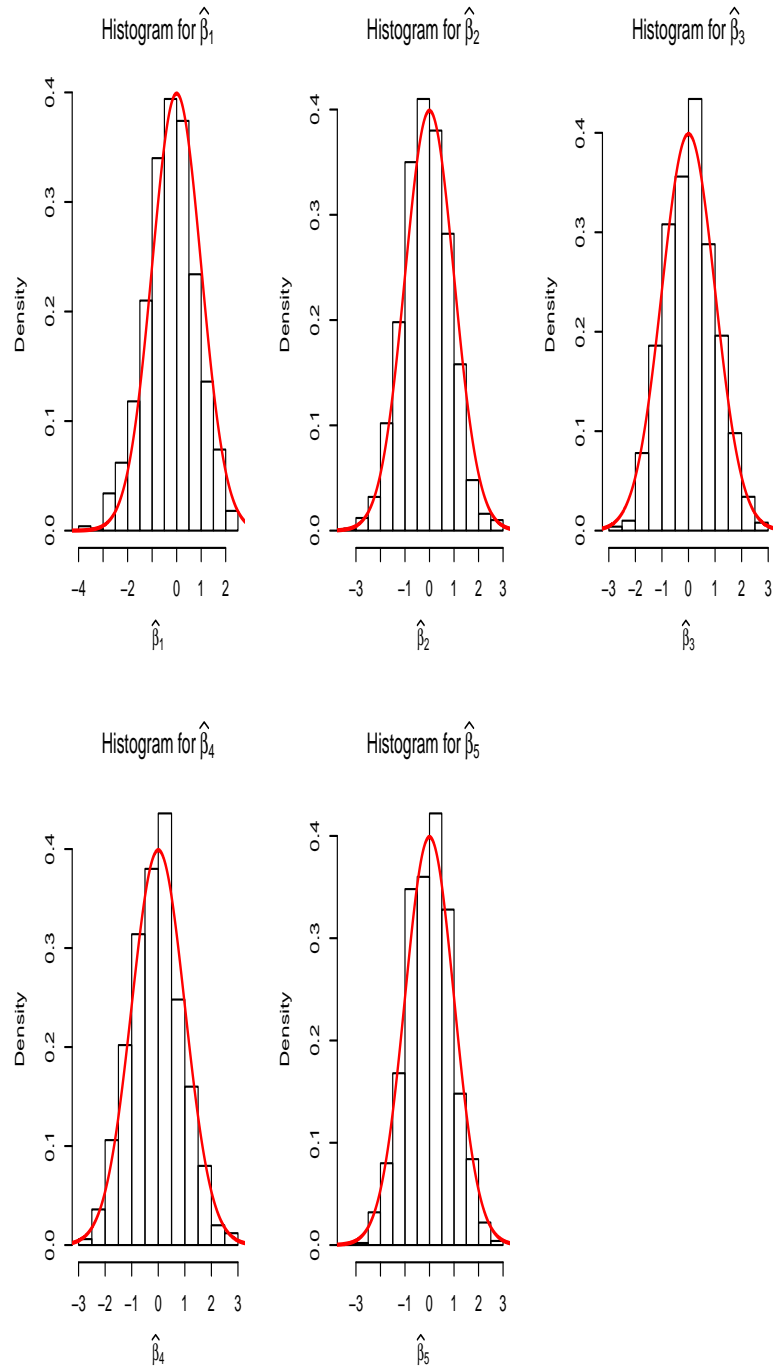 Histogram for β̂₁
Density
0.0 0.1 0.2 0.3 0.4
−4 −2 0 1 2
β̂₁
Histogram for β̂₂
Density
0.0 0.1 0.2 0.3 0.4
−3 −1 0 1 2 3
β̂₂
Histogram for β̂₃
Density
0.0 0.1 0.2 0.3 0.4
−3 −1 0 1 2 3
β̂₃
Histogram for β̂₄
Density
0.0 0.1 0.2 0.3 0.4
−3 −1 0 1 2 3
β̂₄
Histogram for β̂₅
Density
0.0 0.1 0.2 0.3 0.4
−3 −1 0 1 2 3
β̂₅